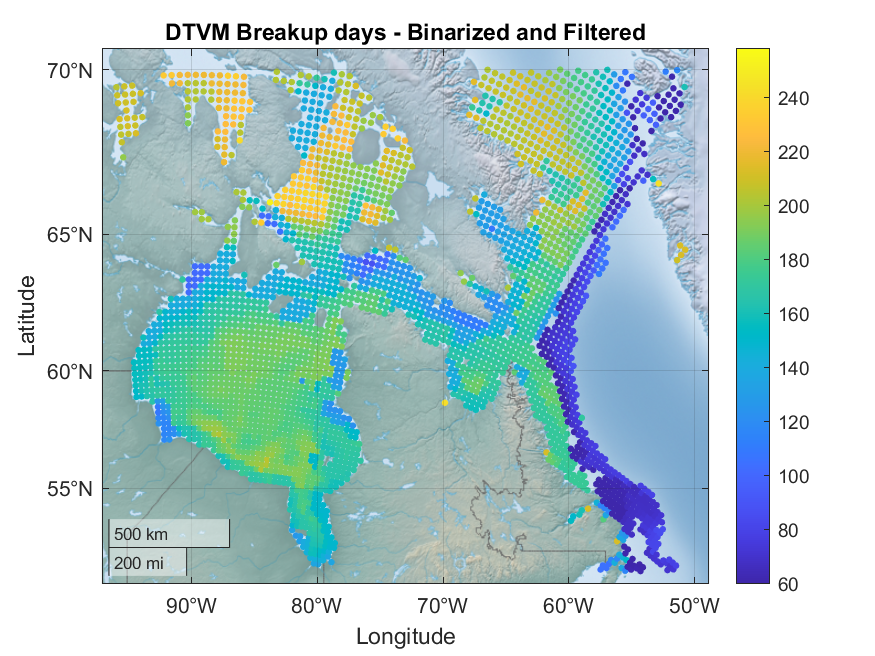 DTVM Breakup days - Binarized and Filtered
70°N
65°N
60°N
55°N
Latitude
500 km
200 mi
90°W
80°W
70°W
60°W
50°W
Longitude
240
220
200
180
160
140
120
100
80
60